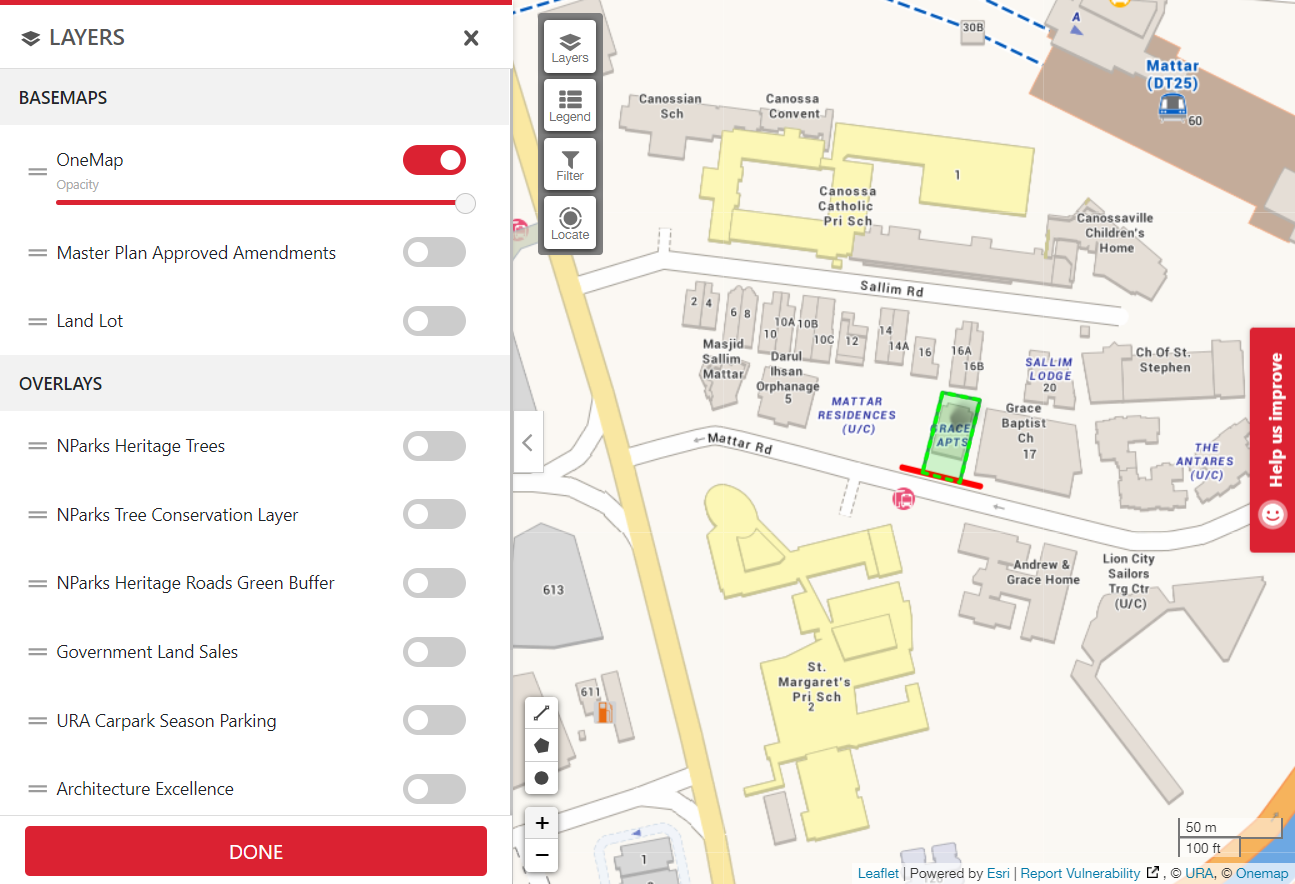 LAYERS
BASEMAPS
OneMap
Opacity
Master Plan Approved Amendments
Land Lot
OVERLAYS
NParks Heritage Trees
NParks Tree Conservation Layer
NParks Heritage Roads Green Buffer
Government Land Sales
URA Carpark Season Parking
Architecture Excellence
DONE
Layers
Legend
Filter
Locate
30B
A
Mattar
(DT25)
60
Canossian
Sch
Canossa
Convent
1
Canossa
Catholic
Pri Sch
Canossaville
Children's
Home
Sallim Rd
2
4
6
8
10
10A
10B
10C
12
14
14A
16
16A
16B
Masjid
Sallim
Mattar
Darul
Ihsan
Orphanage
5
MATTAR
RESIDENCES
(U/C)
SALLIM
LODGE
20
Ch Of St.
Stephen
GRACE
APTS
Grace
Baptist
Ch
17
THE
ANTARES
(U/C)
← Mattar Rd
←
613
Andrew &
Grace Home
Lion City
Sailors
Trg Ctr
(U/C)
St.
Margaret's
Pri Sch
2
611
1
Help us improve
+
−
50 m
100 ft
Leaflet | Powered by Esri | Report Vulnerability , © URA, © Onemap